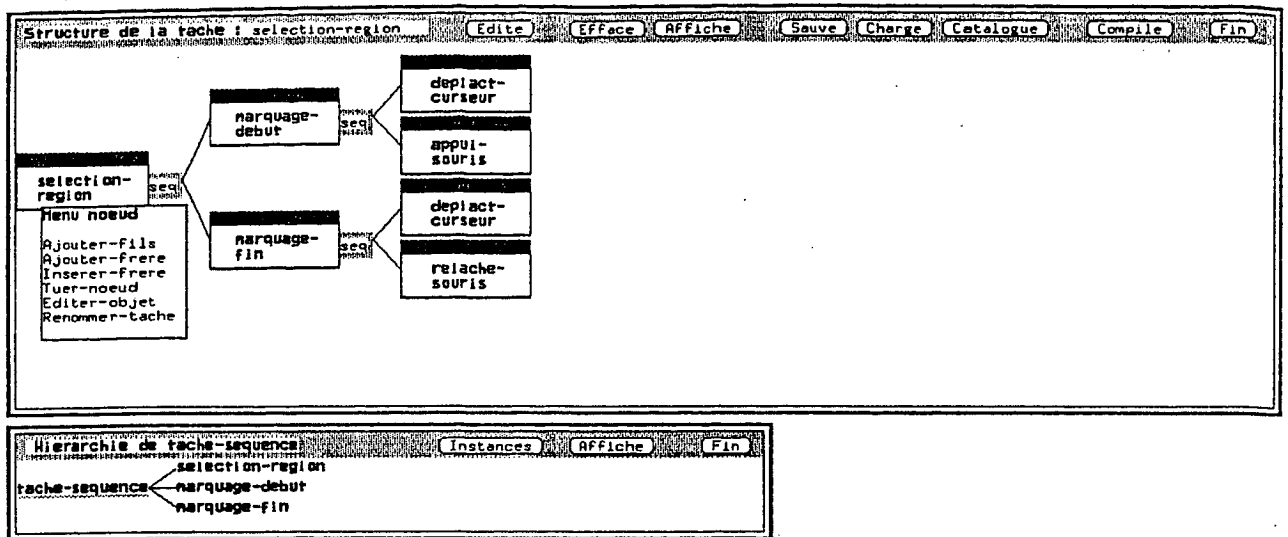 Structure de la tache : selection-region Edite Efface Affiche Sauve Charge Catalogue Compile Fin
deplact-
curseur
marquage-
debut
seq
appui-
souris
selection-
region
seq
deplact-
curseur
marquage-
fin
seq
relache-
souris
Menu noeud
Ajouter-fils
Ajouter-frere
Inserer-frere
Tuer-noeud
Editer-objet
Renommer-tache
Hierarchie de tache-sequence Instances Affiche Fin
selection-region
tache-sequence
marquage-debut
marquage-fin